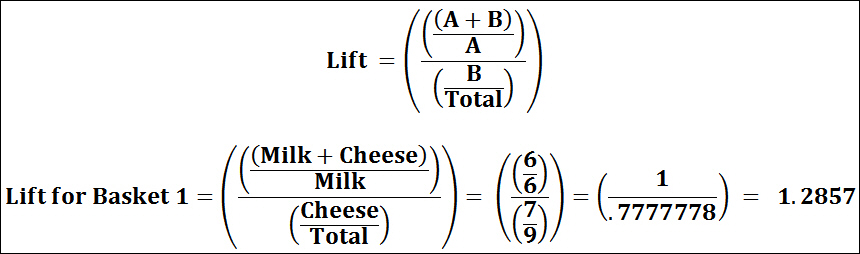 Lift = (((A + B)/A)/(B/Total))
Lift for Basket 1 = (((Milk + Cheese)/Milk)/(Cheese/Total)) = ((6/6)/(7/9)) = (1/.7777778) = 1.2857